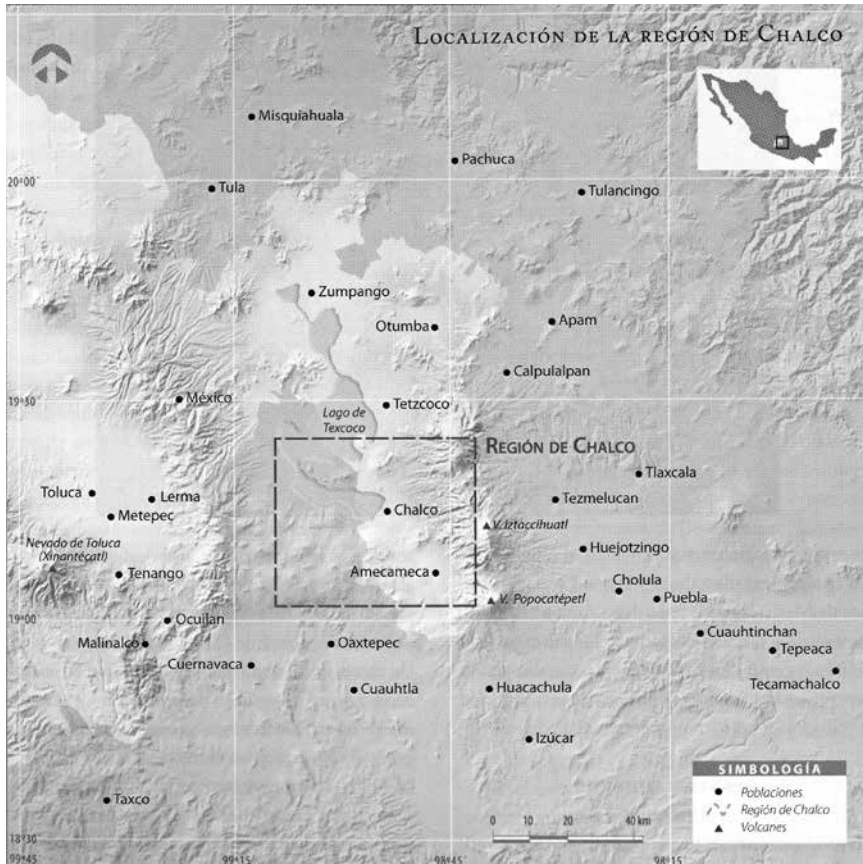 LOCALIZACIÓN DE LA REGIÓN DE CHALCO
Misquiahuala
Pachuca
20°00'
Tula
Tulancingo
Zumpango
Otumba
Apam
Calpulalpan
19°30'
México
Tetzcoco
Lago de
Texcoco
REGIÓN DE CHALCO
Tlaxcala
Toluca
Lerma
Tezmelucan
Metepec
Chalco
V. Iztaccihuatl
Nevado de Toluca
(Xinantécatl)
Huejotzingo
Tenango
Amecameca
Cholula
V. Popocatépetl
Puebla
19°00'
Ocuilan
Cuauhtinchan
Malinalco
Oaxtepec
Tepeaca
Cuernavaca
Tecamachalco
Cuauhtla
Huacachula
Izúcar
SIMBOLOGÍA
Poblaciones
Región de Chalco
Volcanes
Taxco
0 10 20 40 km
18°30'
99°45' 99°15' 98°45' 98°15'